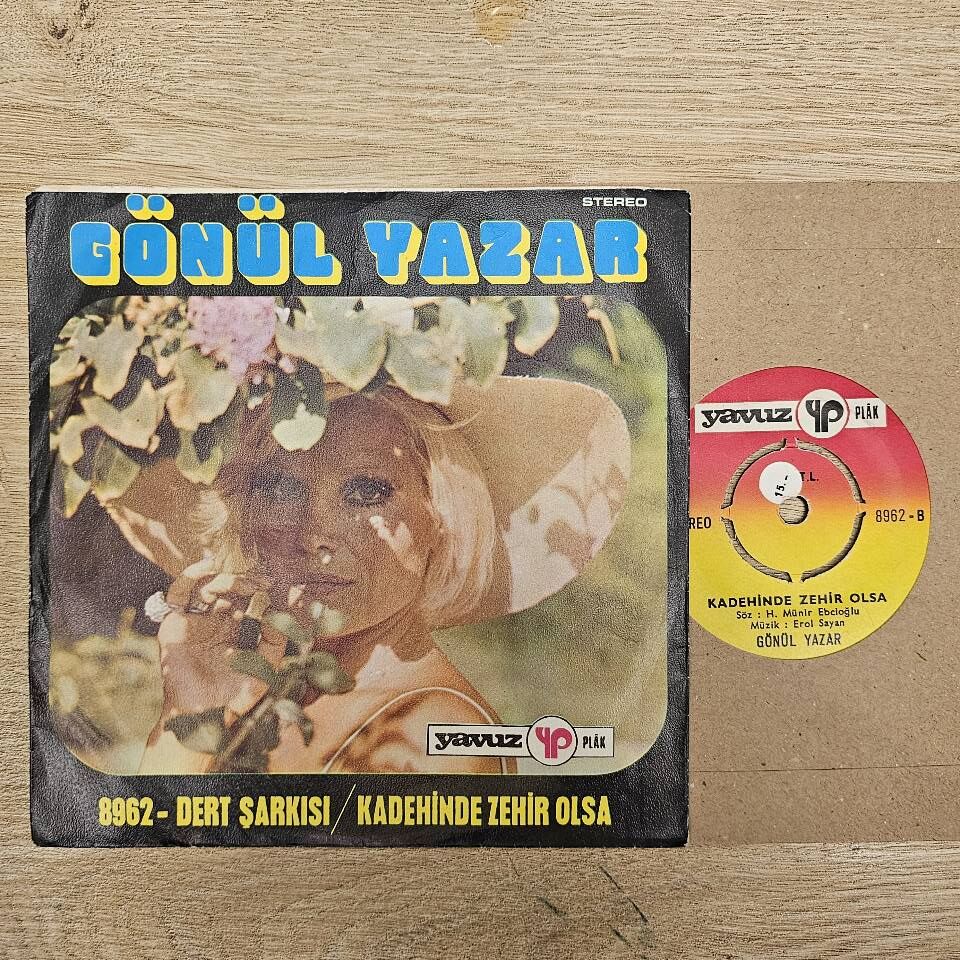 STEREO
GÖNÜL YAZAR
yavuz YP PLÂK
8962 - DERT ŞARKISI / KADEHİNDE ZEHİR OLSA
yavuz YP PLÂK
T.L.
15.-
REO
8962 - B
KADEHİNDE ZEHİR OLSA
Söz : H. Münir Ebcioğlu
Müzik : Erol Sayan
GÖNÜL YAZAR